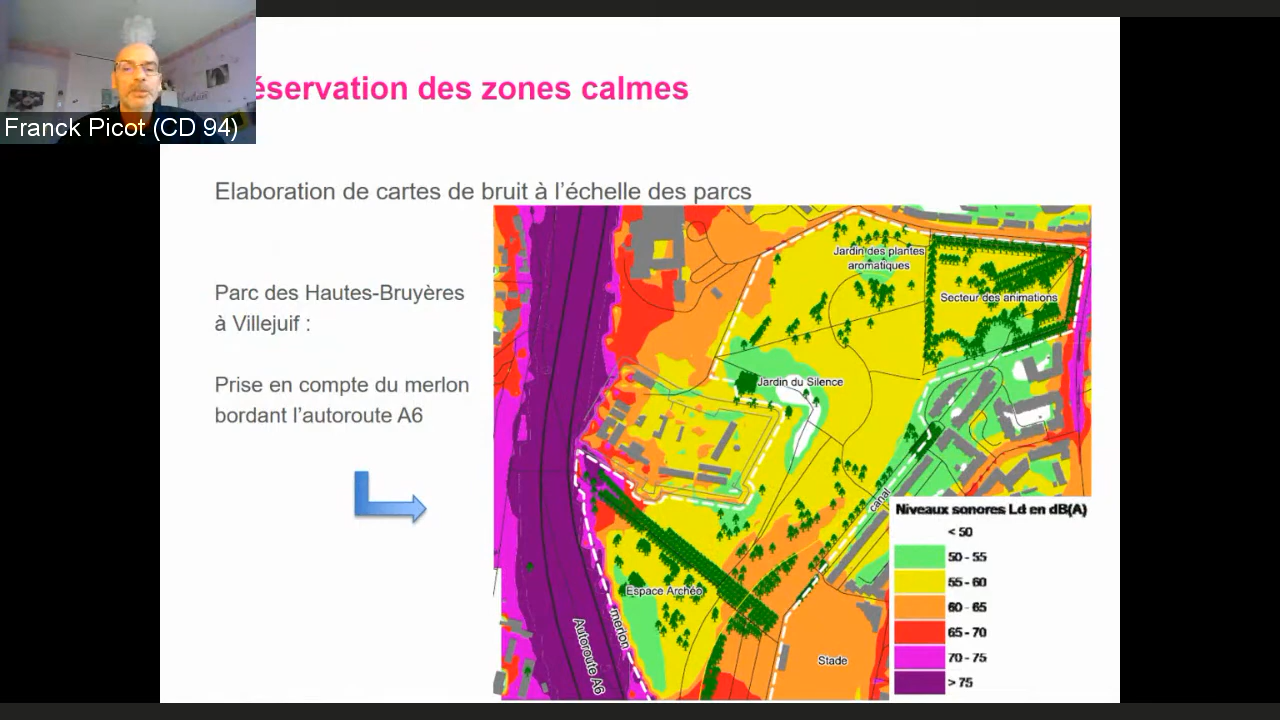 éservation des zones calmes
Franck Picot (CD 94)
Elaboration de cartes de bruit à l'échelle des parcs
Parc des Hautes-Bruyères
à Villejuif :
Prise en compte du merlon
bordant l'autoroute A6
Jardin des plantes
aromatiques
Secteur des animations
Jardin du Silence
canal
Espace Archéo
merlon
Autoroute A6
Stade
Niveaux sonores Ld en dB(A)
< 50
50 - 55
55 - 60
60 - 65
65 - 70
70 - 75
> 75